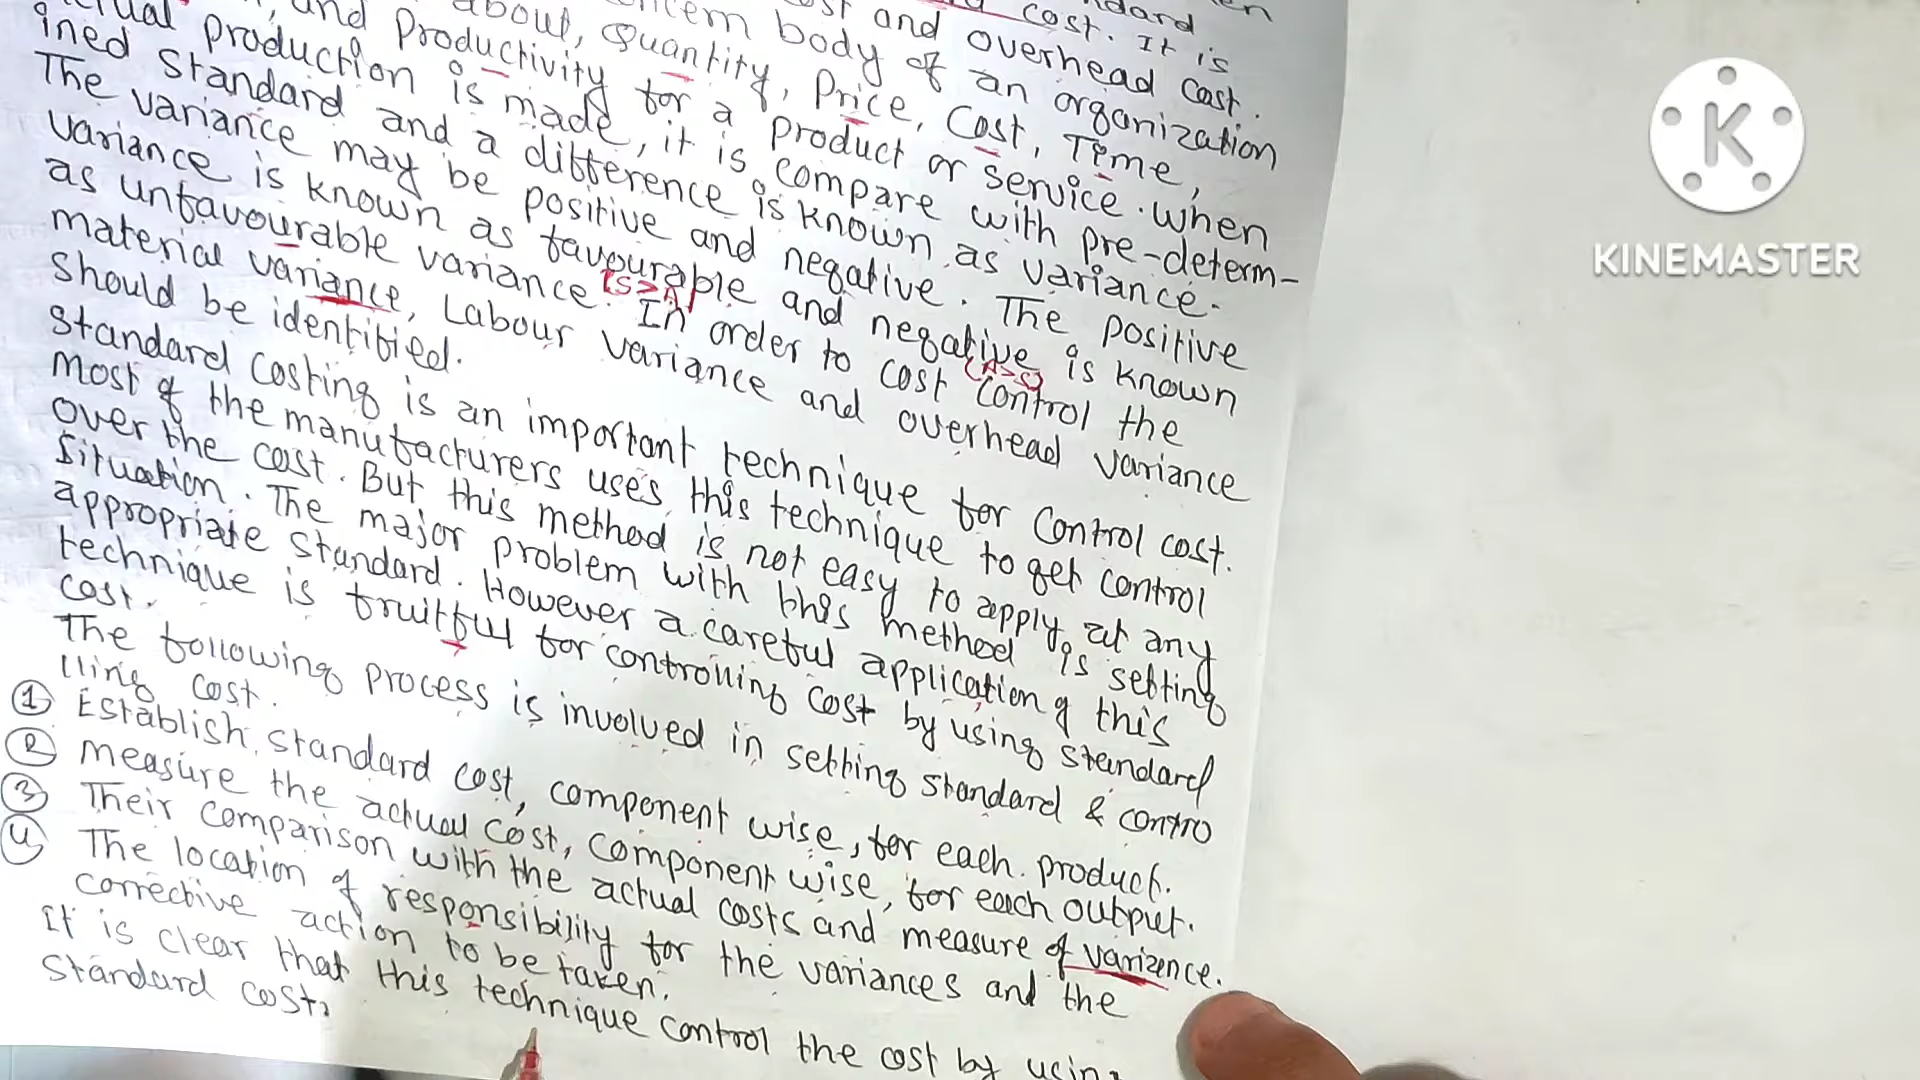 cost. It is
st and overhead cast.
about, quantity, Price, Cost, Time,
body of an organization
and Productivity for a product or service. when
production is made, it is compare with pre-determ-
ined standard and a difference is known as variance.
The variance may be positive and negative. The positive
variance is known as favourable and negative is known
as unfavourable variance. In order to cost control the
[S>A]
(A>S)
material variance, Labour variance and overhead variance
should be identified.
Standard Costing is an important technique for Control cost.
Most of the manufacturers uses this technique to get control
over the cost. But this method is not easy to apply at any
Situation. The major problem with this method is setting
appropriate Standard. However a careful application of this
technique is fruitful for controlling cost by using standard
cost.
The following process is involved in setting standard & contro
lling cost.
① Establish standard cost, component wise, for each product.
② measure the actual cost, component wise, for each output.
③ Their comparison with the actual costs and measure of variance.
④ The location of responsibility for the variances and the
corrective action to be taken.
It is clear that this technique control the cost by using
standard cost.
KINEMASTER